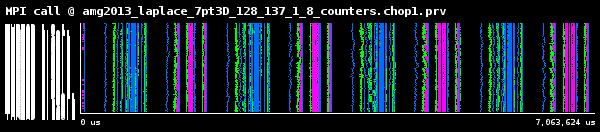 MPI call @ amg2013_laplace_7pt3D_128_137_1_8_counters.chop1.prv
0 us
7,063,624 us